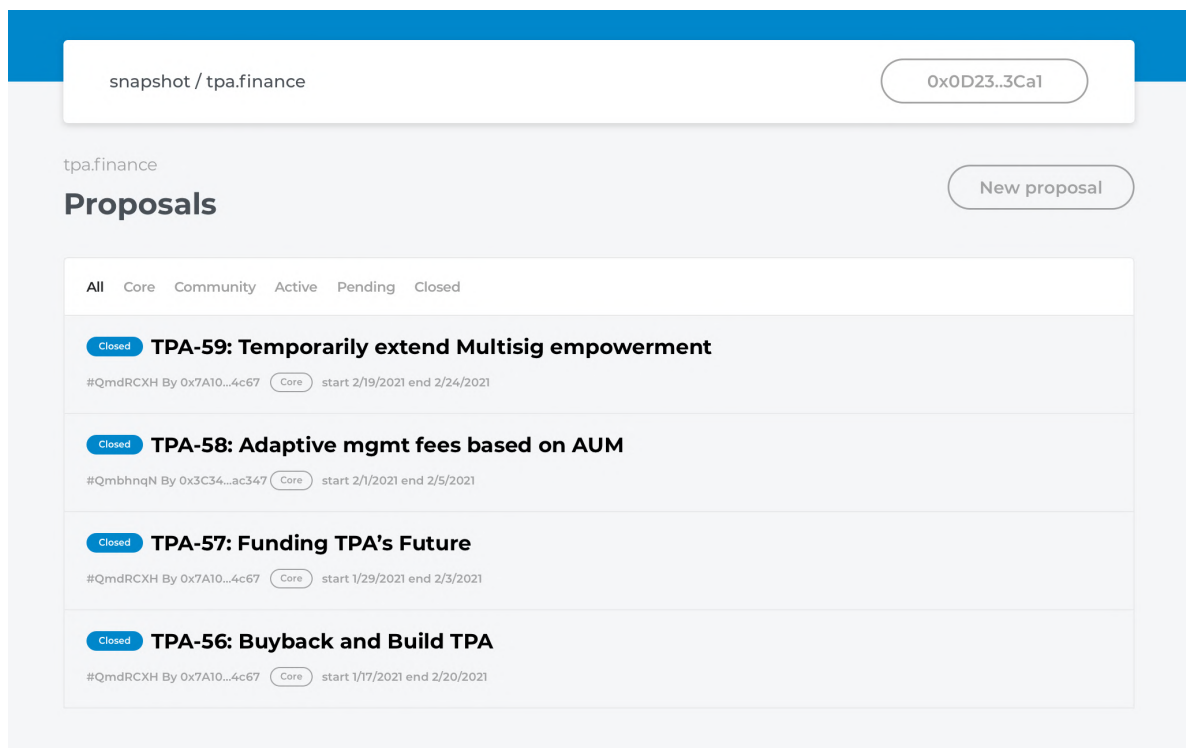 snapshot / tpa.finance
0x0D23..3Ca1
tpa.finance
Proposals
New proposal
All Core Community Active Pending Closed
Closed TPA-59: Temporarily extend Multisig empowerment
#QmdRCXH By 0x7A10...4c67 Core start 2/19/2021 end 2/24/2021
Closed TPA-58: Adaptive mgmt fees based on AUM
#QmbhnqN By 0x3C34...ac347 Core start 2/1/2021 end 2/5/2021
Closed TPA-57: Funding TPA’s Future
#QmdRCXH By 0x7A10...4c67 Core start 1/29/2021 end 2/3/2021
Closed TPA-56: Buyback and Build TPA
#QmdRCXH By 0x7A10...4c67 Core start 1/17/2021 end 2/20/2021